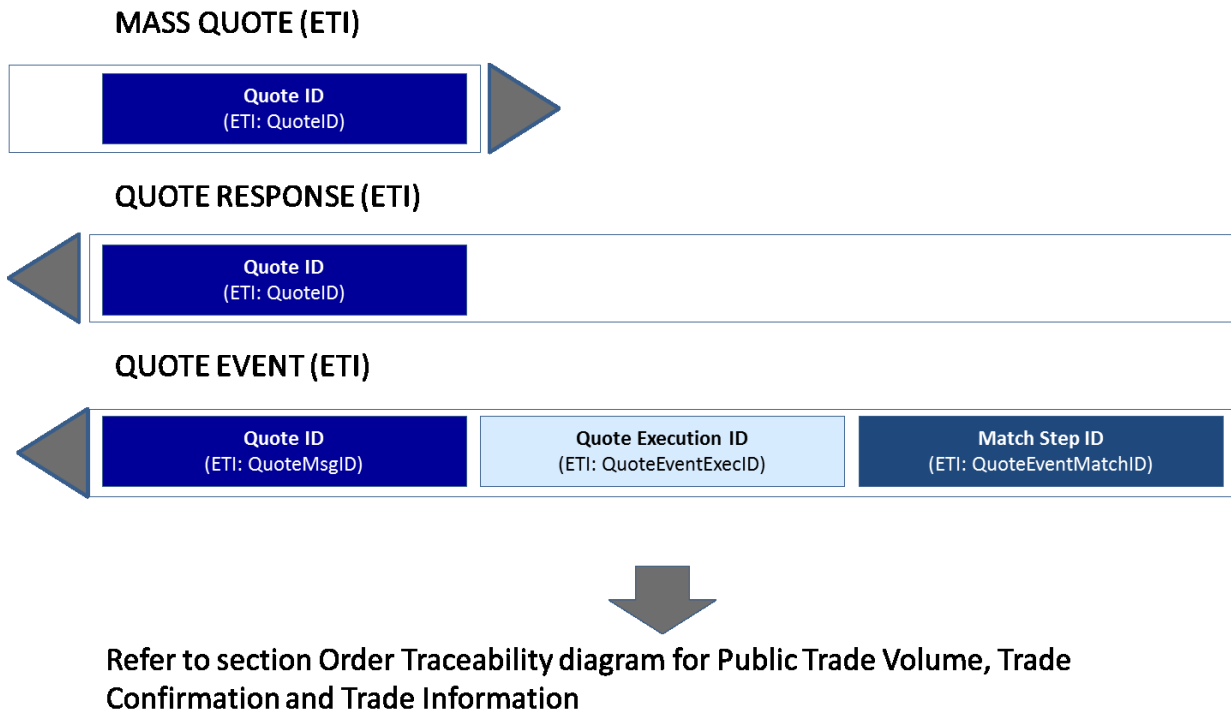 MASS QUOTE (ETI)
Quote ID
(ETI: QuoteID)
QUOTE RESPONSE (ETI)
Quote ID
(ETI: QuoteID)
QUOTE EVENT (ETI)
Quote ID
(ETI: QuoteMsgID)
Quote Execution ID
(ETI: QuoteEventExecID)
Match Step ID
(ETI: QuoteEventMatchID)
Refer to section Order Traceability diagram for Public Trade Volume, Trade
Confirmation and Trade Information